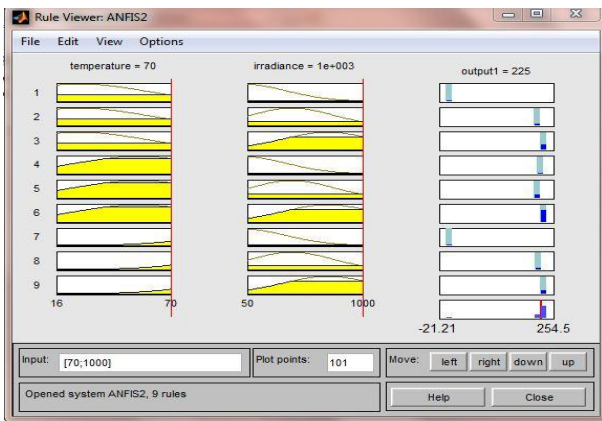 Rule Viewer: ANFIS2
File Edit View Options
temperature = 70
irradiance = 1e+003
output1 = 225
1
2
3
4
5
6
7
8
9
16 70
50 1000
-21.21 254.5
Input: [70;1000]
Plot points: 101
Move: left right down up
Opened system ANFIS2, 9 rules
Help Close